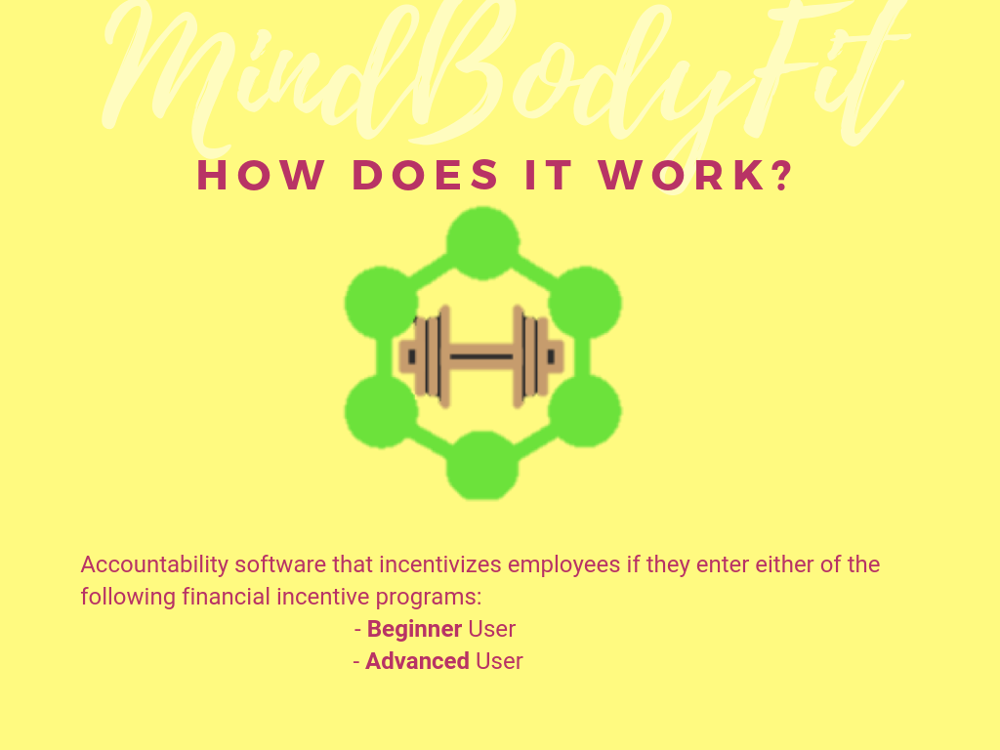 MindBodyFit
HOW DOES IT WORK?
Accountability software that incentivizes employees if they enter either of the
following financial incentive programs:
- Beginner User
- Advanced User